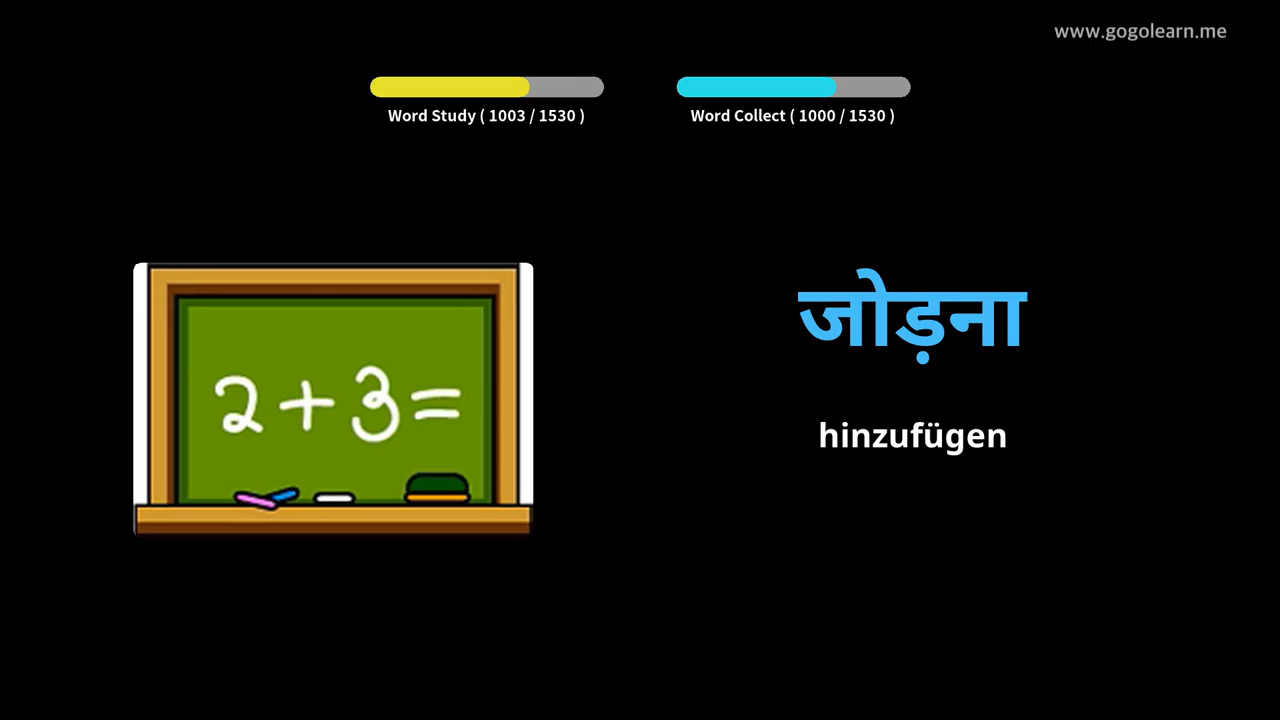 www.gogolearn.me
Word Study ( 1003 / 1530 )
Word Collect ( 1000 / 1530 )
2 + 3 =
जोड़ना
hinzufügen